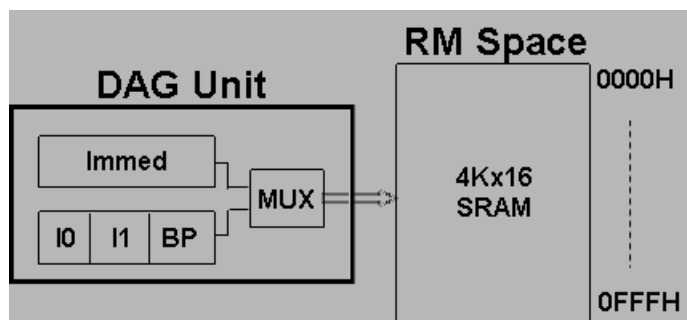 RM Space
DAG Unit
0000H
Immed
MUX
4Kx16
SRAM
I0 I1 BP
0FFFH